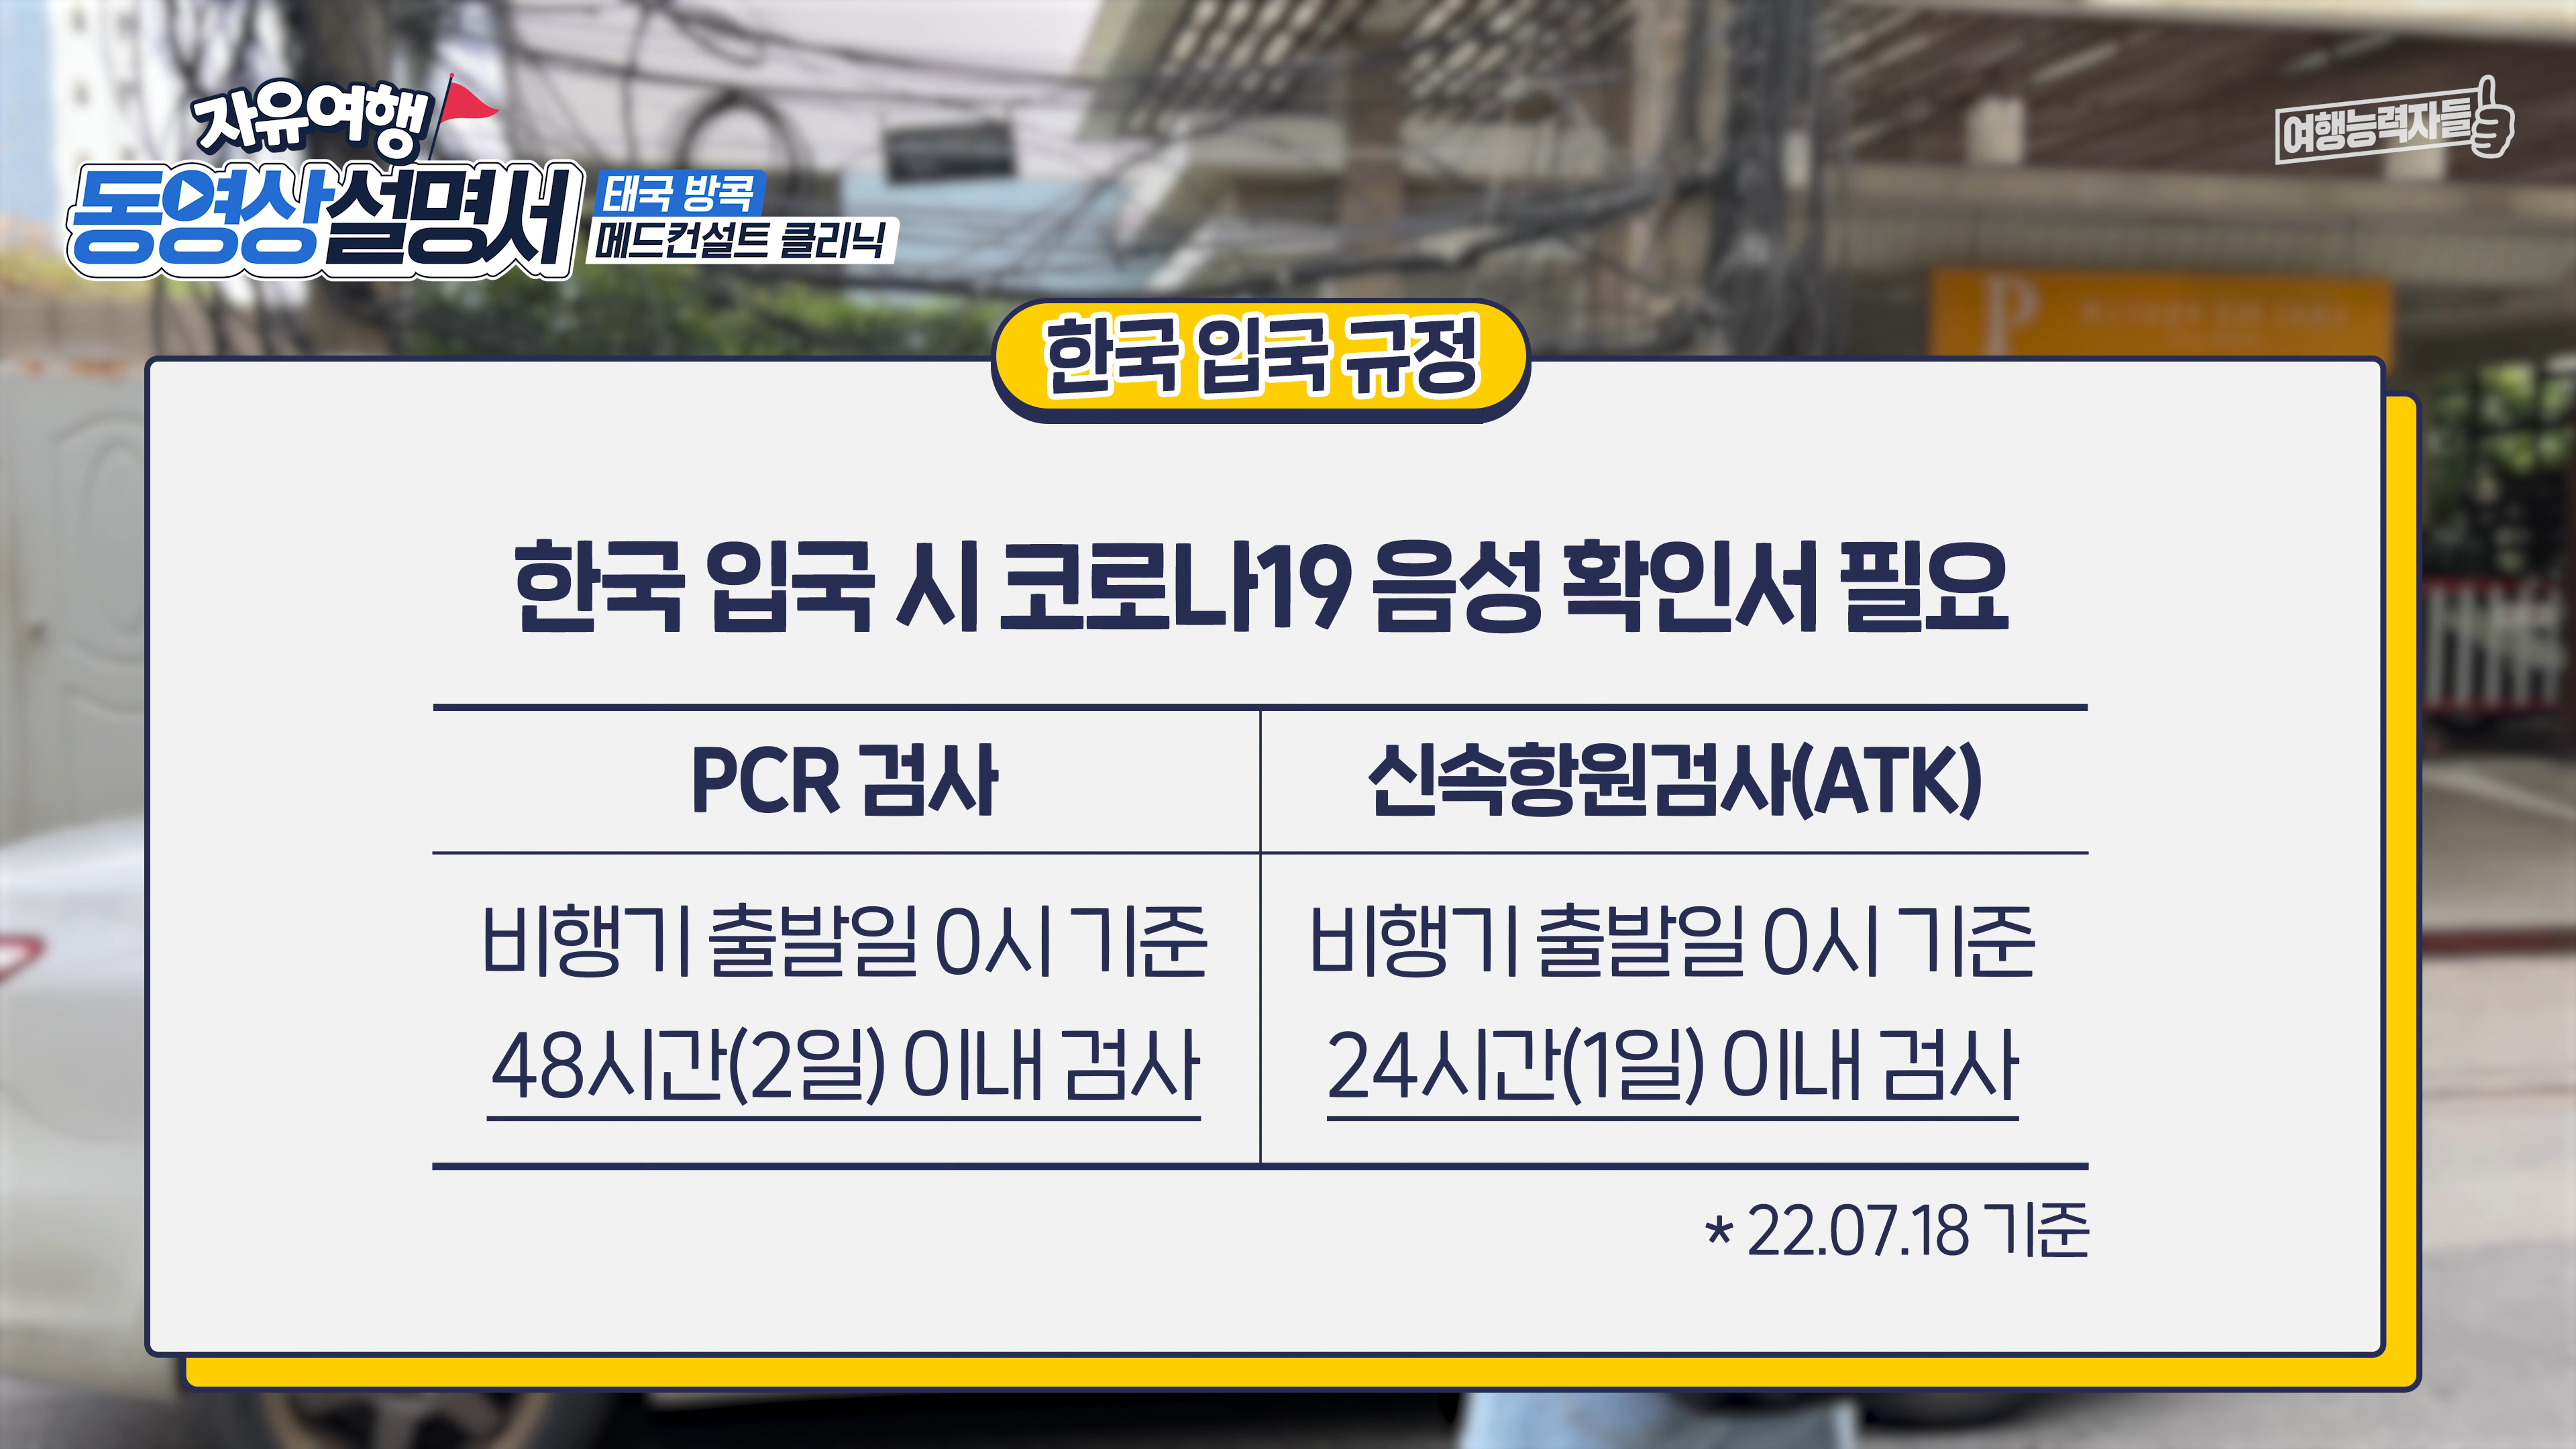 자유여행
동영상설명서
태국 방콕
메드컨설트 클리닉
여행능력자들
P
한국 입국 규정
한국 입국 시 코로나19 음성 확인서 필요
PCR 검사
신속항원검사(ATK)
비행기 출발일 0시 기준
48시간(2일) 이내 검사
비행기 출발일 0시 기준
24시간(1일) 이내 검사
* 22.07.18 기준